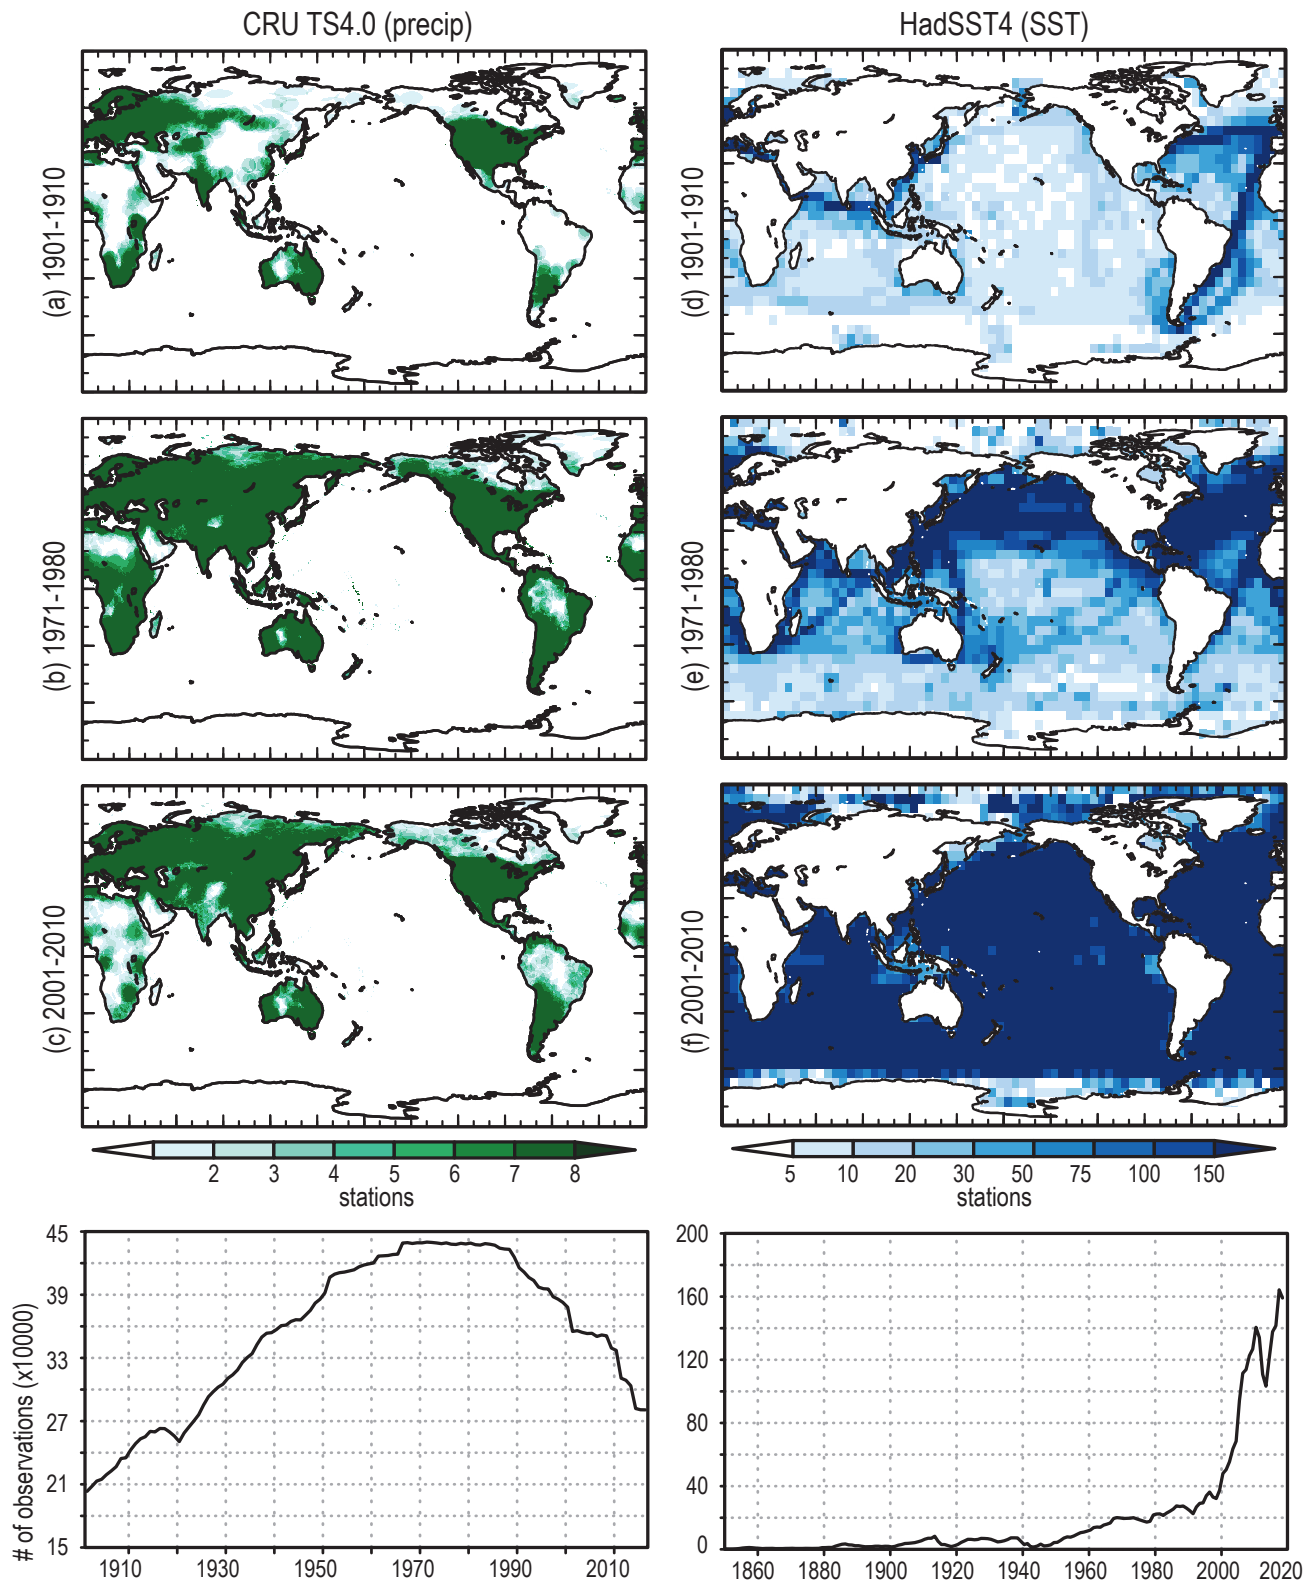 CRU TS4.0 (precip)
HadSST4 (SST)
(a) 1901-1910
(d) 1901-1910
(b) 1971-1980
(e) 1971-1980
(c) 2001-2010
(f) 2001-2010
2 3 4 5 6 7 8
stations
5 10 20 30 50 75 100 150
stations
# of observations (x10000)
45
39
33
27
21
15
1910 1930 1950 1970 1990 2010
200
160
120
80
40
0
1860 1880 1900 1920 1940 1960 1980 2000 2020